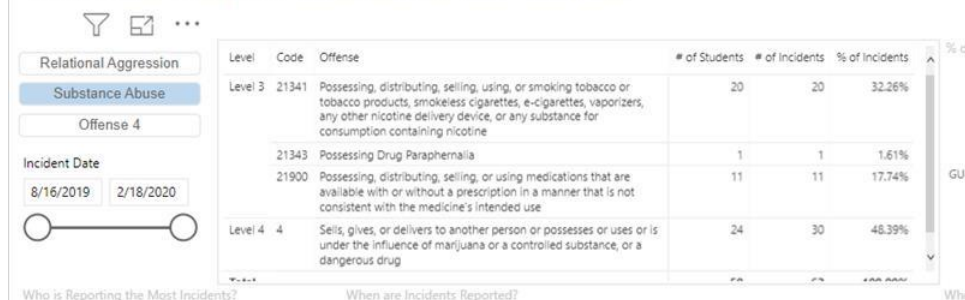 Relational Aggression
Substance Abuse
Offense 4
Incident Date
8/16/2019 2/18/2020
Level Code Offense # of Students # of Incidents % of Incidents
Level 3 21341 Possessing, distributing, selling, using, or smoking tobacco or 20 20 32.26%
tobacco products, smokeless cigarettes, e-cigarettes, vaporizers,
any other nicotine delivery device, or any substance for
consumption containing nicotine
21343 Possessing Drug Paraphernalia 1 1 1.61%
21900 Possessing, distributing, selling, or using medications that are 11 11 17.74%
available with or without a prescription in a manner that is not
consistent with the medicine's intended use
Level 4 4 Sells, gives, or delivers to another person or possesses or uses or is 24 30 48.39%
under the influence of marijuana or a controlled substance, or a
dangerous drug
Who is Reporting the Most Incidents? When are Incidents Reported?
GU